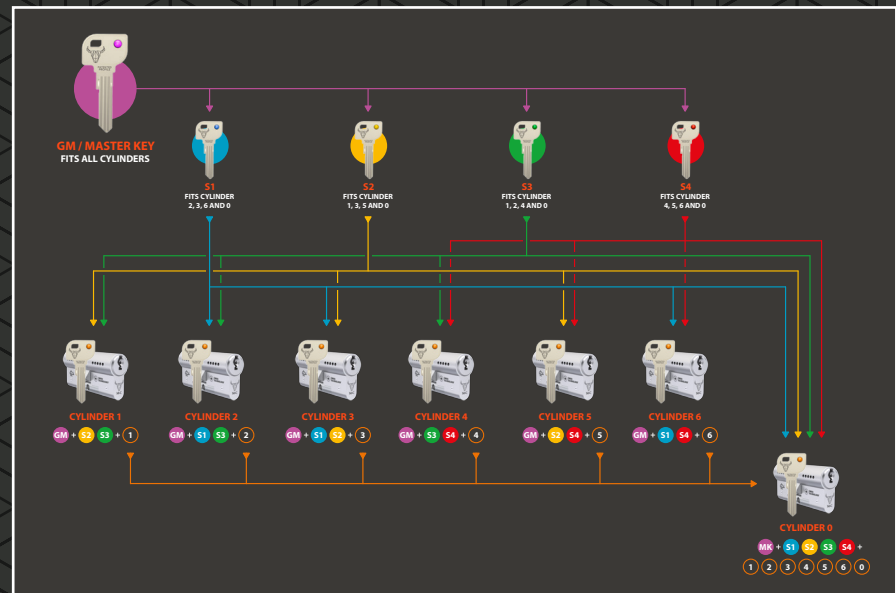 GM / MASTER KEY
FITS ALL CYLINDERS
S1
FITS CYLINDER
2, 3, 6 AND 0
S2
FITS CYLINDER
1, 3, 5 AND 0
S3
FITS CYLINDER
1, 2, 4 AND 0
S4
FITS CYLINDER
4, 5, 6 AND 0
CYLINDER 1
GM + S2 S3 + 1
CYLINDER 2
GM + S1 S3 + 2
CYLINDER 3
GM + S1 S2 + 3
CYLINDER 4
GM + S3 S4 + 4
CYLINDER 5
GM + S2 S4 + 5
CYLINDER 6
GM + S1 S4 + 6
CYLINDER 0
MK + S1 S2 S3 S4 +
1 2 3 4 5 6 0